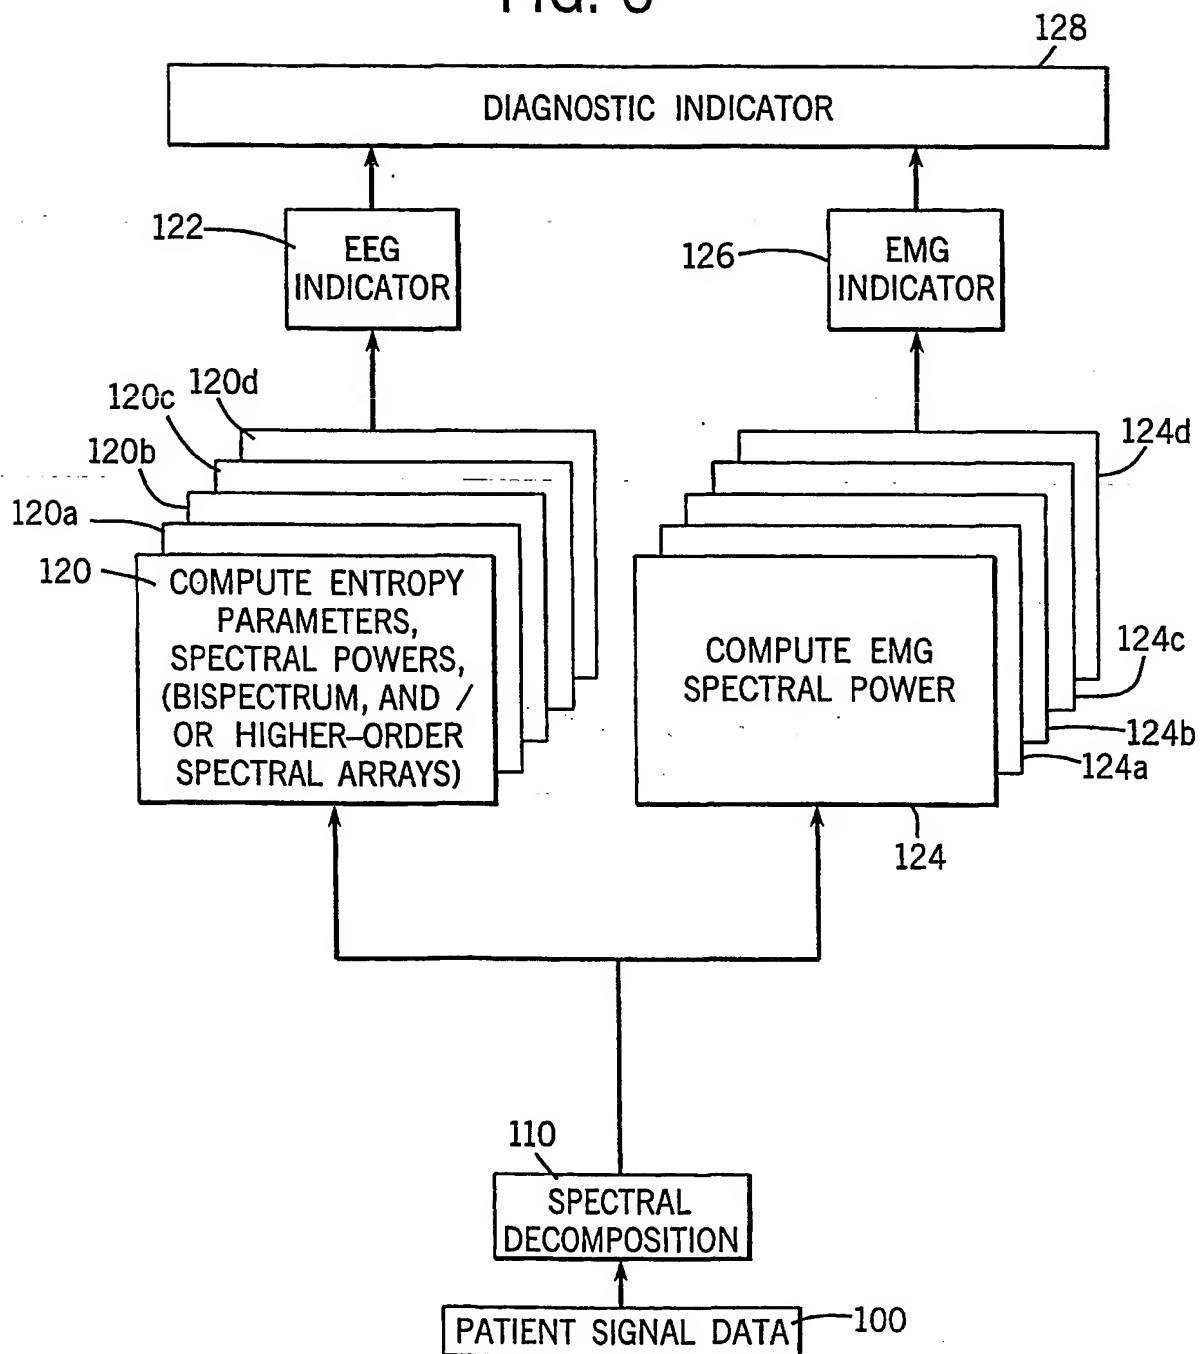 128
DIAGNOSTIC INDICATOR
122
EEG
INDICATOR
126
EMG
INDICATOR
120d
120c
120b
120a
120
COMPUTE ENTROPY
PARAMETERS,
SPECTRAL POWERS,
(BISPECTRUM, AND /
OR HIGHER–ORDER
SPECTRAL ARRAYS)
124d
COMPUTE EMG
SPECTRAL POWER
124c
124b
124a
124
110
SPECTRAL
DECOMPOSITION
PATIENT SIGNAL DATA
100